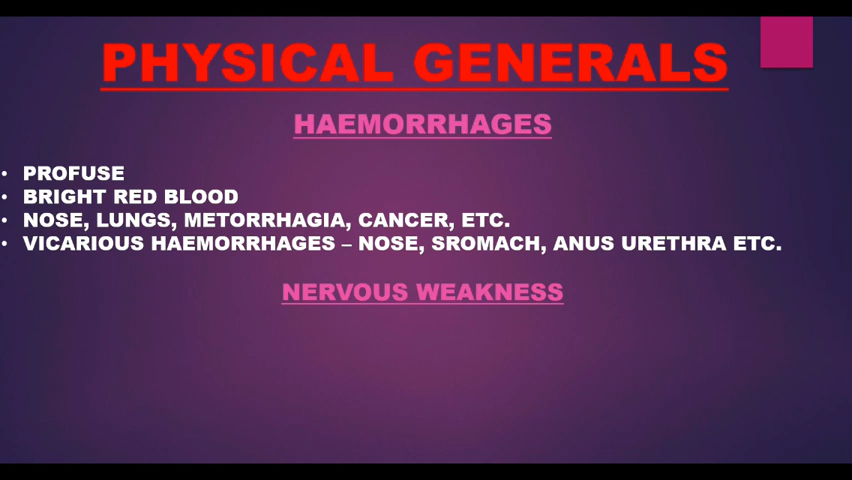 PHYSICAL GENERALS
HAEMORRHAGES
• PROFUSE
• BRIGHT RED BLOOD
• NOSE, LUNGS, METORRHAGIA, CANCER, ETC.
• VICARIOUS HAEMORRHAGES – NOSE, SROMACH, ANUS URETHRA ETC.
NERVOUS WEAKNESS